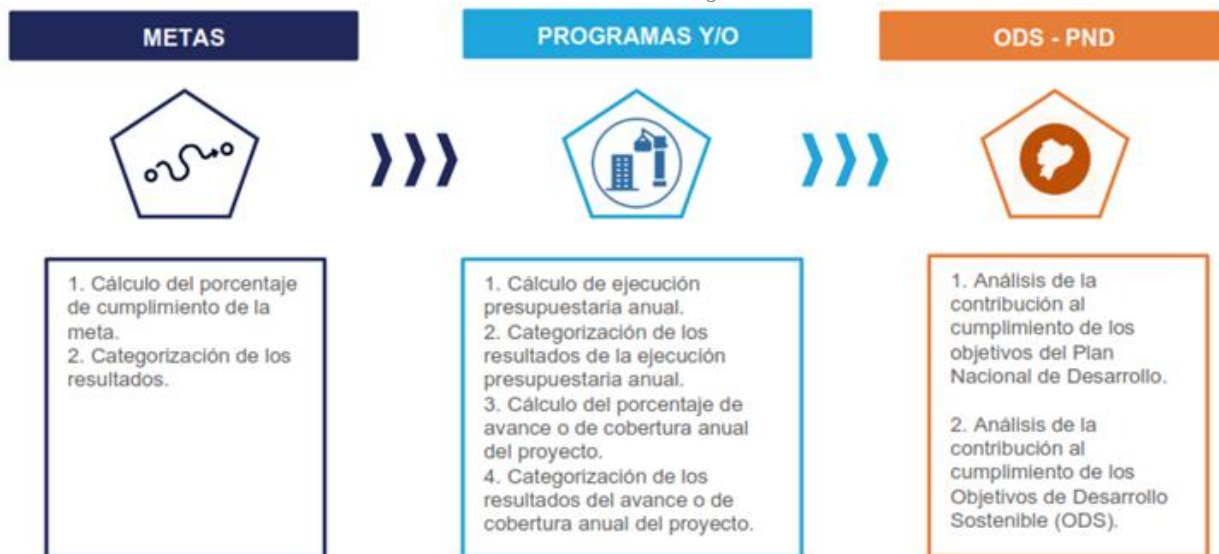 METAS
PROGRAMAS Y/O
ODS - PND
1. Cálculo del porcentaje
de cumplimiento de la
meta.
2. Categorización de los
resultados.
1. Cálculo de ejecución
presupuestaria anual.
2. Categorización de los
resultados de la ejecución
presupuestaria anual.
3. Cálculo del porcentaje de
avance o de cobertura anual
del proyecto.
4. Categorización de los
resultados del avance o de
cobertura anual del proyecto.
1. Análisis de la
contribución al
cumplimiento de los
objetivos del Plan
Nacional de Desarrollo.
2. Análisis de la
contribución al
cumplimiento de los
Objetivos de Desarrollo
Sostenible (ODS).